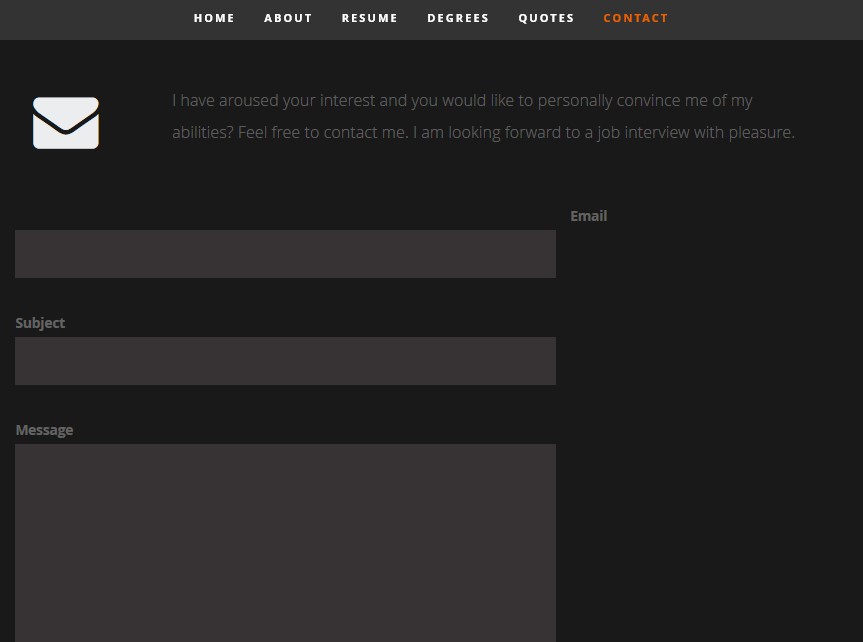 HOME ABOUT RESUME DEGREES QUOTES CONTACT
I have aroused your interest and you would like to personally convince me of my
abilities? Feel free to contact me. I am looking forward to a job interview with pleasure.
Email
Subject
Message